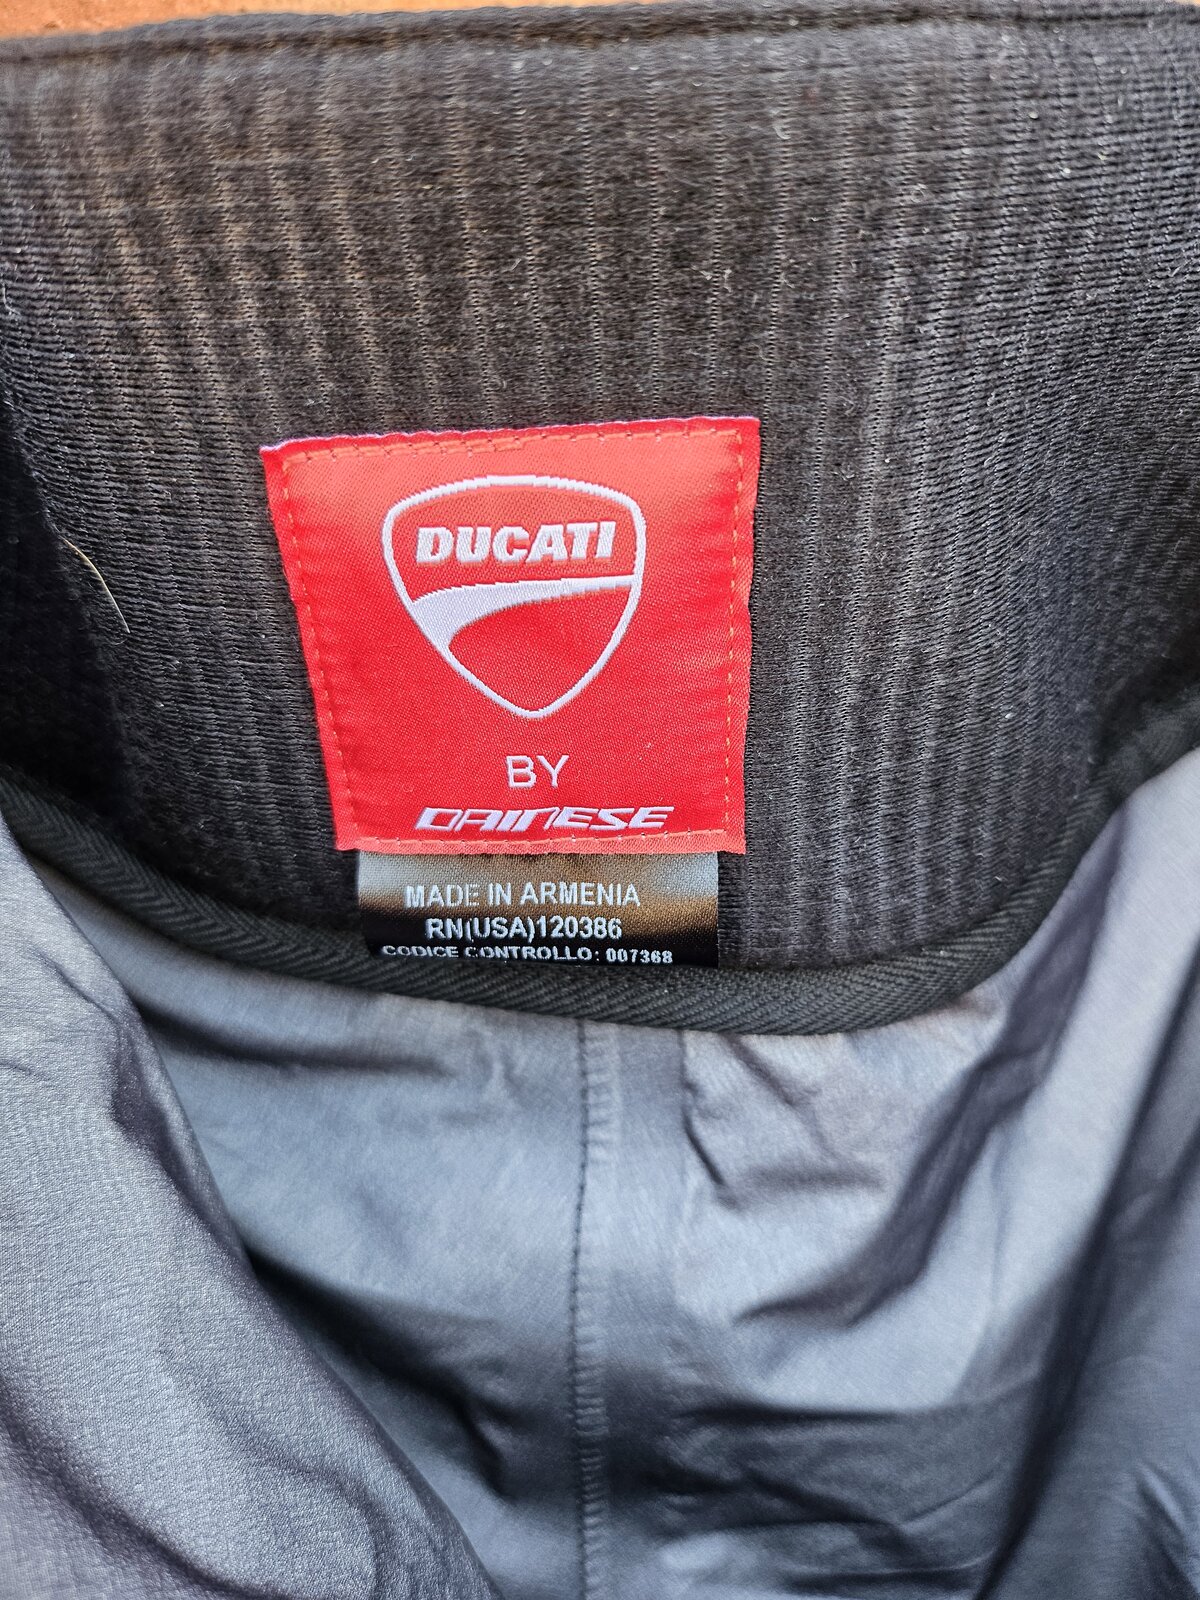 DUCATI
BY
DAINESE
MADE IN ARMENIA
RN(USA)120386
CODICE CONTROLLO: 007368